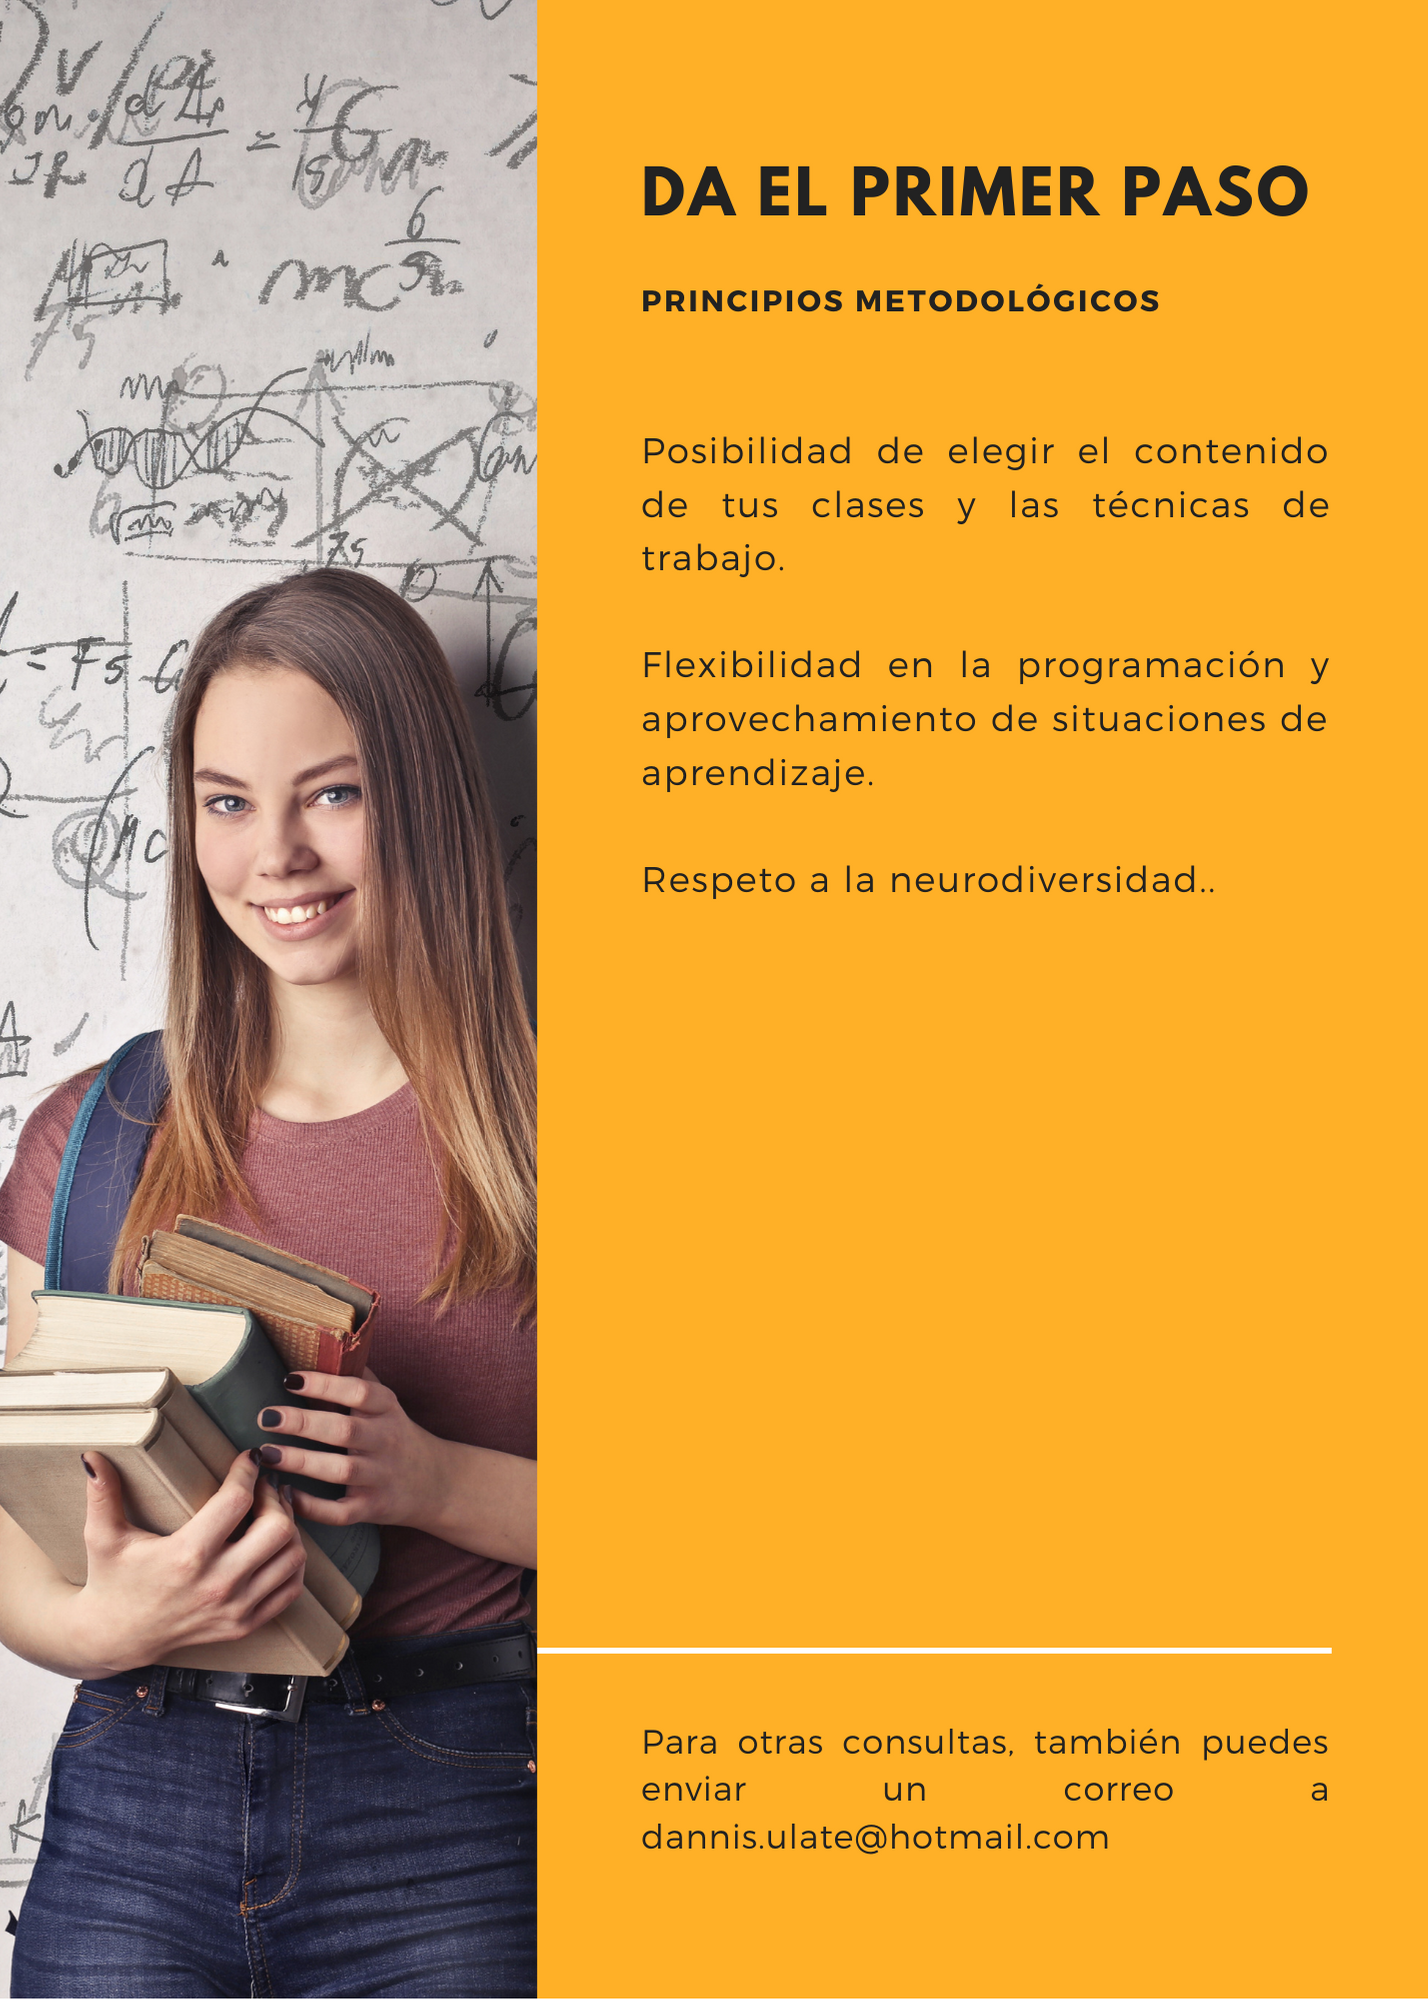 DA EL PRIMER PASO
PRINCIPIOS METODOLÓGICOS
Posibilidad de elegir el contenido
de tus clases y las técnicas de
trabajo.
Flexibilidad en la programación y
aprovechamiento de situaciones de
aprendizaje.
Respeto a la neurodiversidad..
Para otras consultas, también puedes
enviar un correo a
dannis.ulate@hotmail.com